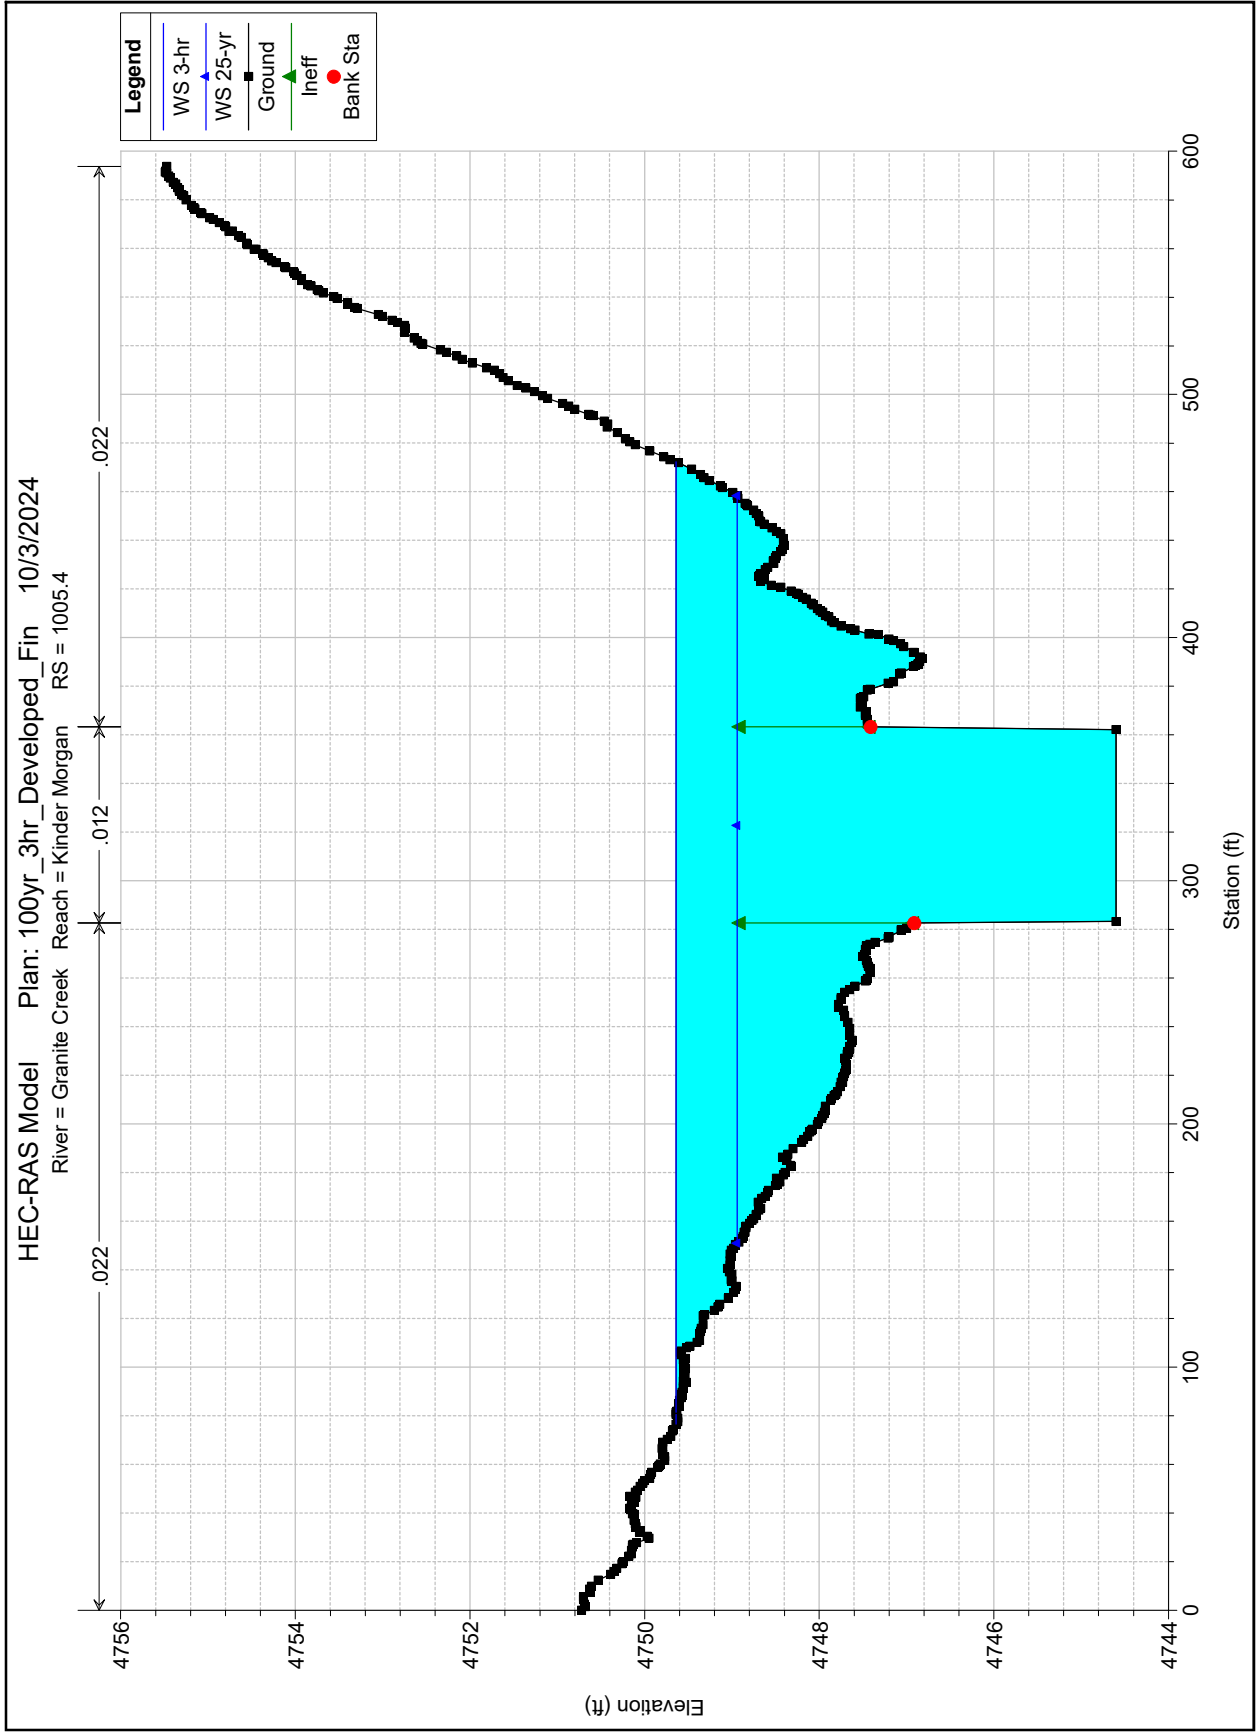 HEC-RAS Model Plan: 100yr_3hr_Developed_Fin 10/3/2024
River = Granite Creek Reach = Kinder Morgan RS = 1005.4
.022
.012
.022
Legend
WS 3-hr
WS 25-yr
Ground
Ineff
Bank Sta
4756
4754
4752
4750
4748
4746
4744
Elevation (ft)
0
100
200
300
400
500
600
Station (ft)